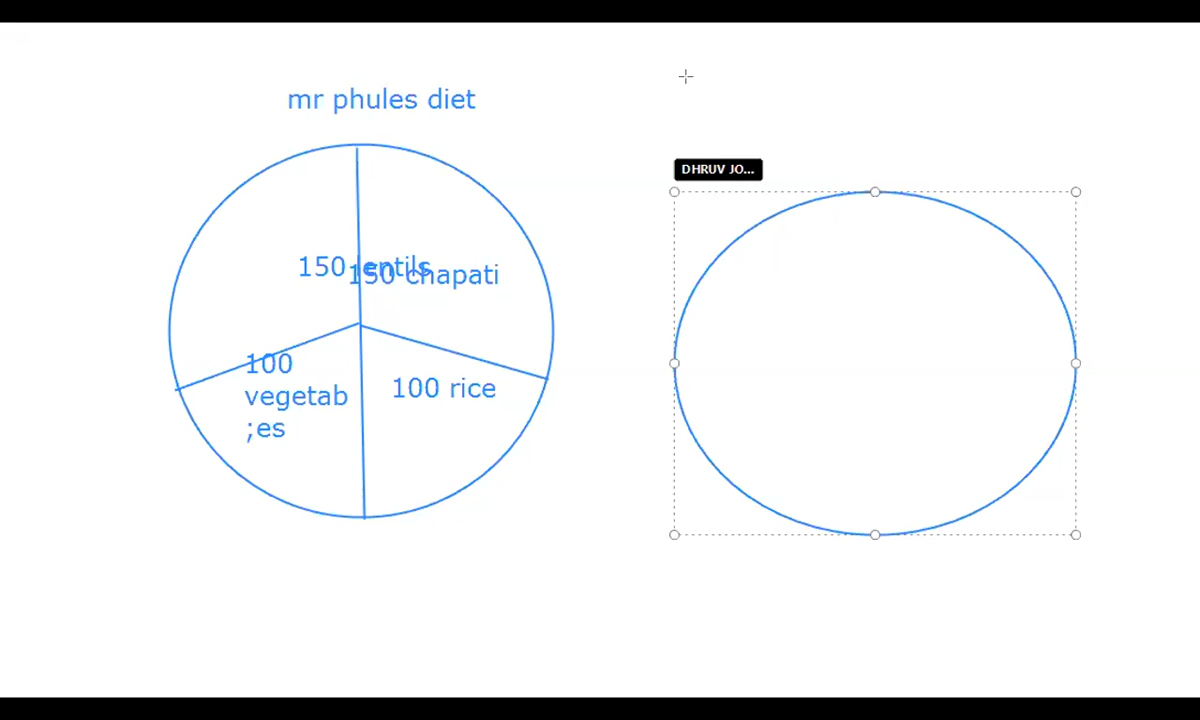 mr phules diet
DHRUV JO...
150 lentils
150 chapati
100
vegetab
;es
100 rice